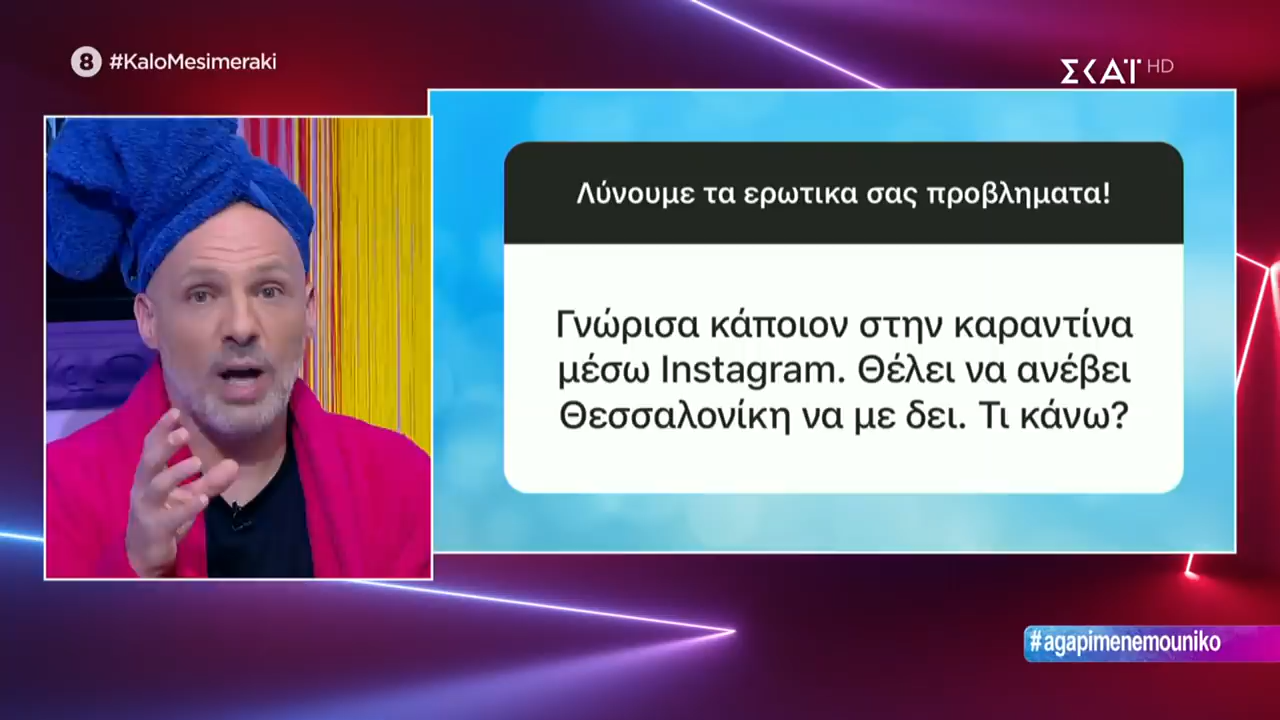 8 #KaloMesimeraki
ΣΚΑΪ HD
Λύνουμε τα ερωτικα σας προβληματα!
Γνώρισα κάποιον στην καραντίνα
μέσω Instagram. Θέλει να ανέβει
Θεσσαλονίκη να με δει. Τι κάνω?
#agapimenemouniko